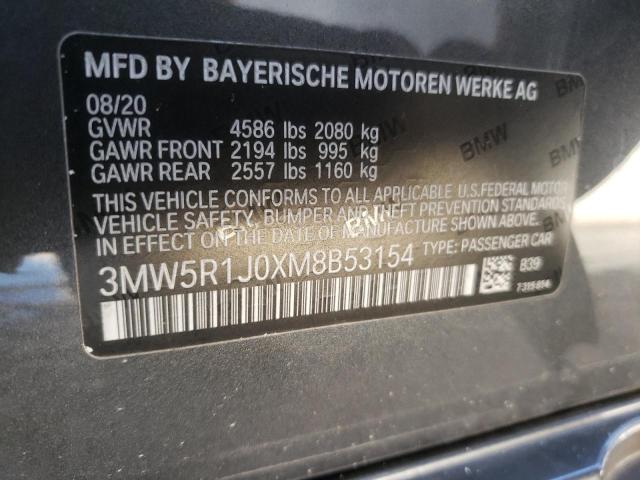 MFD BY BAYERISCHE MOTOREN WERKE AG
08/20
GVWR 4586 lbs 2080 kg
GAWR FRONT 2194 lbs 995 kg
GAWR REAR 2557 lbs 1160 kg
THIS VEHICLE CONFORMS TO ALL APPLICABLE U.S.FEDERAL MOTOR
VEHICLE SAFETY, BUMPER AND THEFT PREVENTION STANDARDS
IN EFFECT ON THE DATE OF MANUFACTURE SHOWN ABOVE.
3MW5R1J0XM8B53154 TYPE: PASSENGER CAR
B39